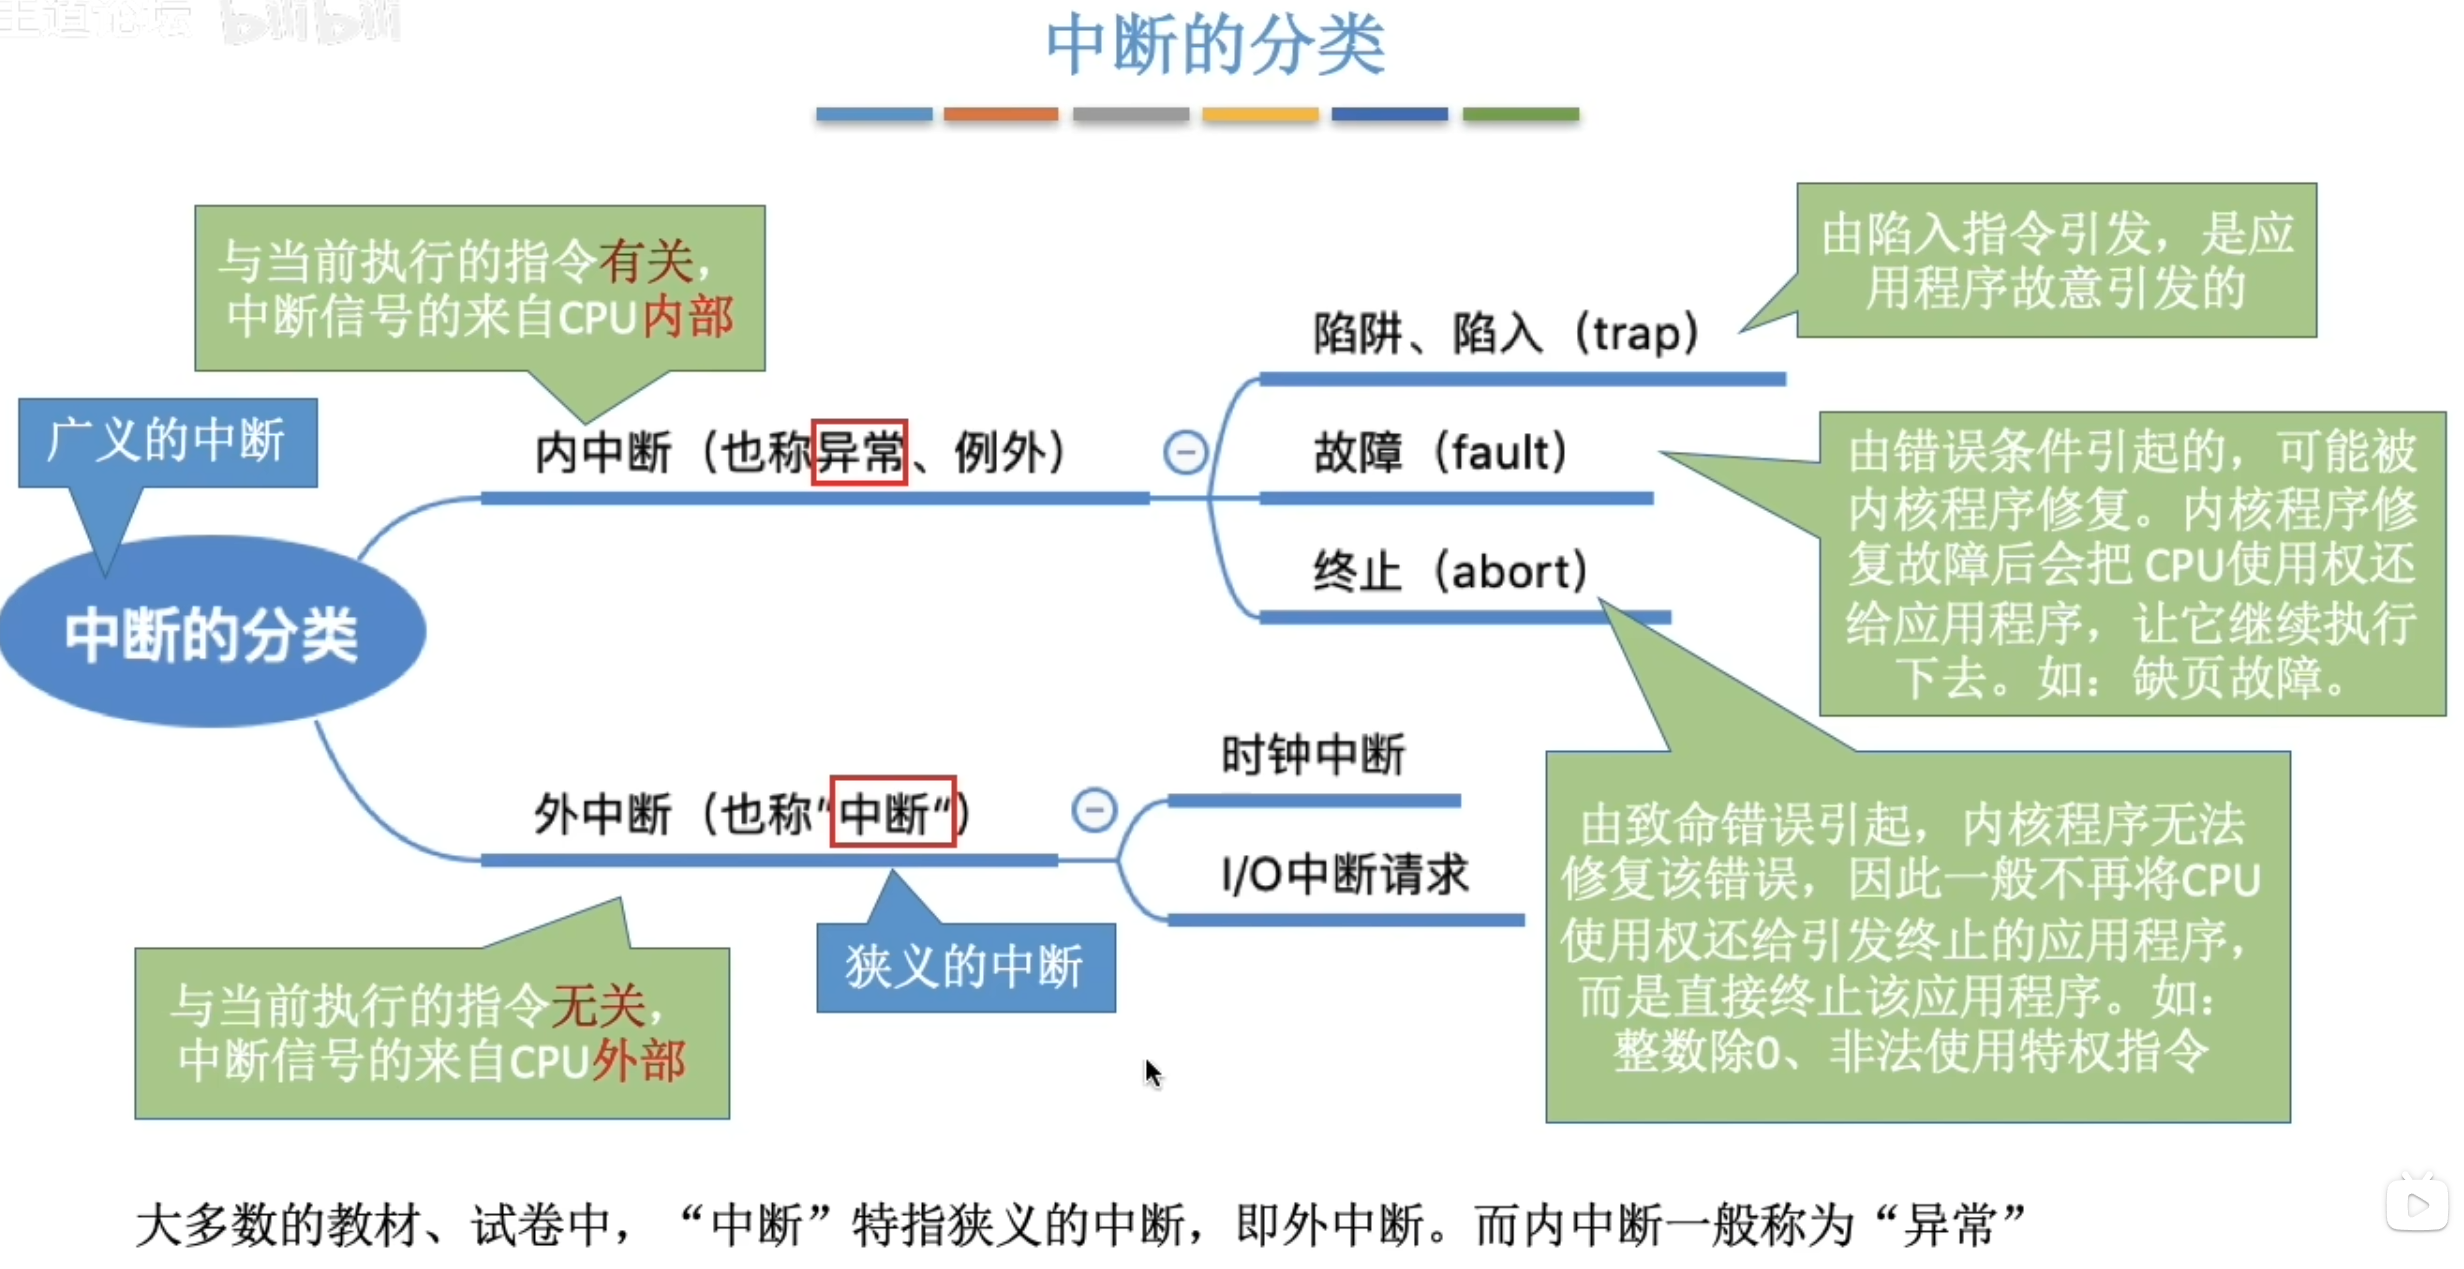 王道论坛 bilibili
中断的分类
与当前执行的指令有关，
中断信号的来自CPU内部
由陷入指令引发，是应
用程序故意引发的
广义的中断
中断的分类
内中断（也称异常、例外）
陷阱、陷入（trap）
故障（fault）
终止（abort）
由错误条件引起的，可能被
内核程序修复。内核程序修
复故障后会把 CPU使用权还
给应用程序，让它继续执行
下去。如：缺页故障。
由致命错误引起，内核程序无法
修复该错误，因此一般不再将CPU
使用权还给引发终止的应用程序，
而是直接终止该应用程序。如：
整数除0、非法使用特权指令
外中断（也称“中断“）
时钟中断
I/O中断请求
狭义的中断
与当前执行的指令无关，
中断信号的来自CPU外部
大多数的教材、试卷中，“中断”特指狭义的中断，即外中断。而内中断一般称为“异常”